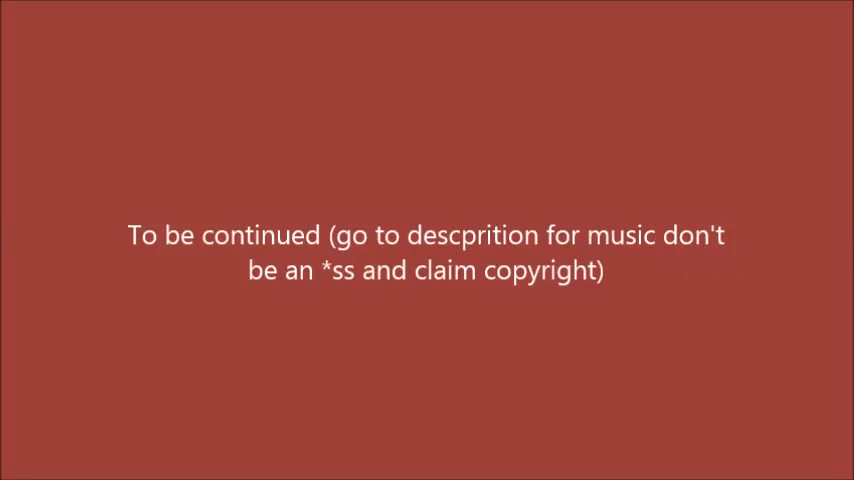 To be continued (go to descprition for music don't
be an *ss and claim copyright)